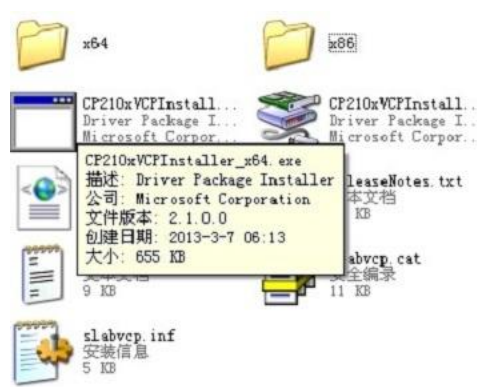 x64
x86
CP210xVCPInstall...
Driver Package I...
Microsoft Corpor...
CP210xVCPInstall...
Driver Package I...
Microsoft Corpor...
CP210xVCPInstaller_x64.exe
描述: Driver Package Installer
公司: Microsoft Corporation
文件版本: 2.1.0.0
创建日期: 2013-3-7 06:13
大小: 655 KB
leaseNotes.txt
本文档
KB
9 KB
abvcp.cat
安全编录
11 KB
slabvcp.inf
安装信息
5 KB